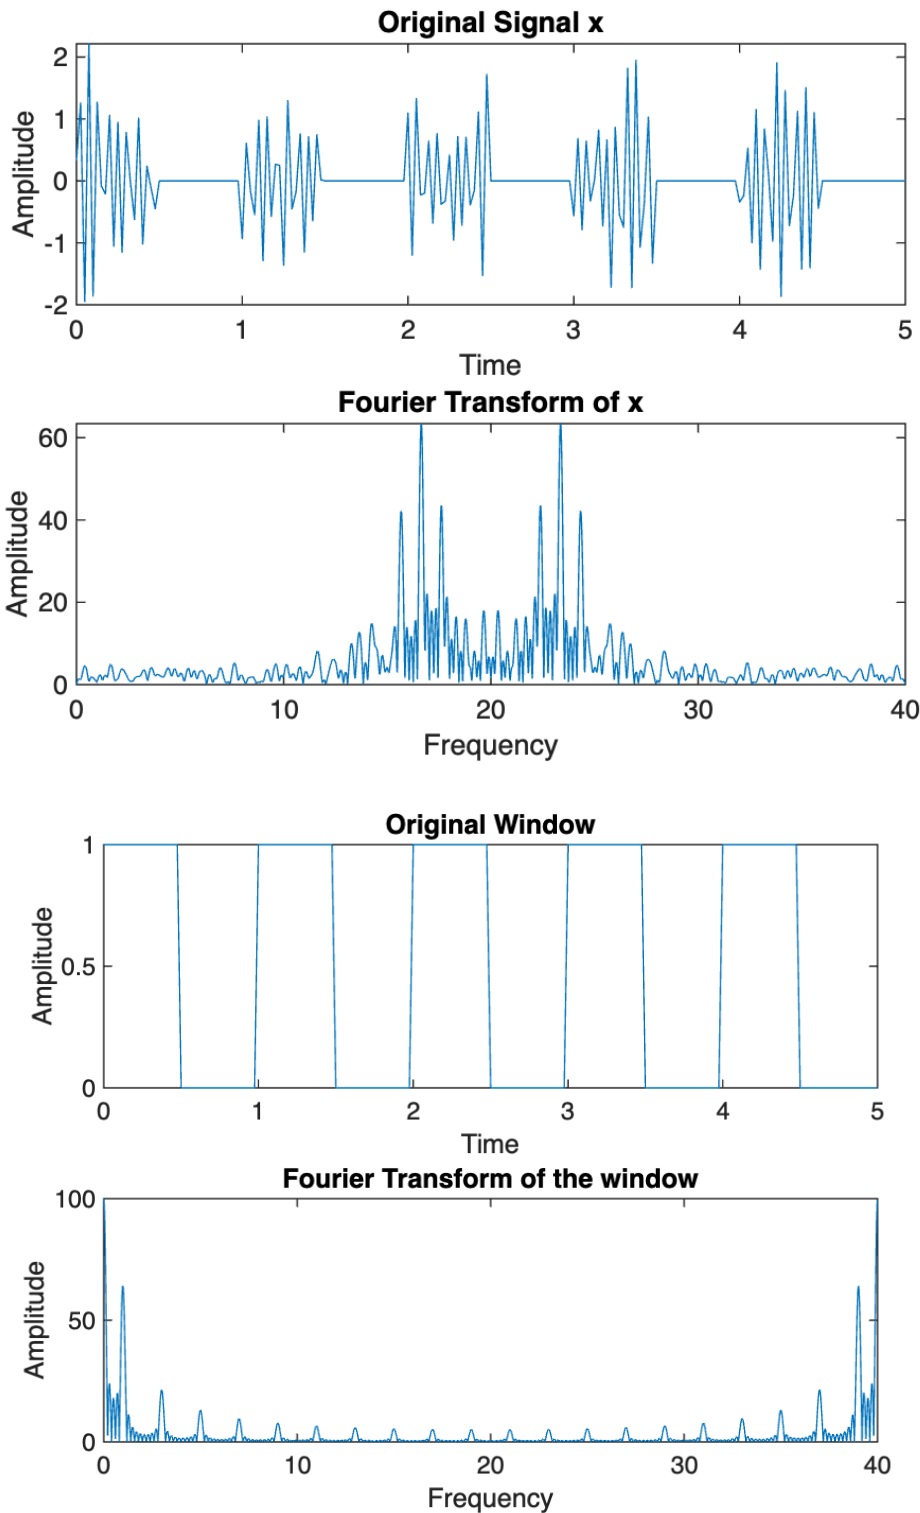 Original Signal x
2
1
0
-1
-2
Amplitude
0 1 2 3 4 5
Time
Fourier Transform of x
60
40
20
0
Amplitude
0 10 20 30 40
Frequency
Original Window
1
0.5
0
Amplitude
0 1 2 3 4 5
Time
Fourier Transform of the window
100
50
0
Amplitude
0 10 20 30 40
Frequency